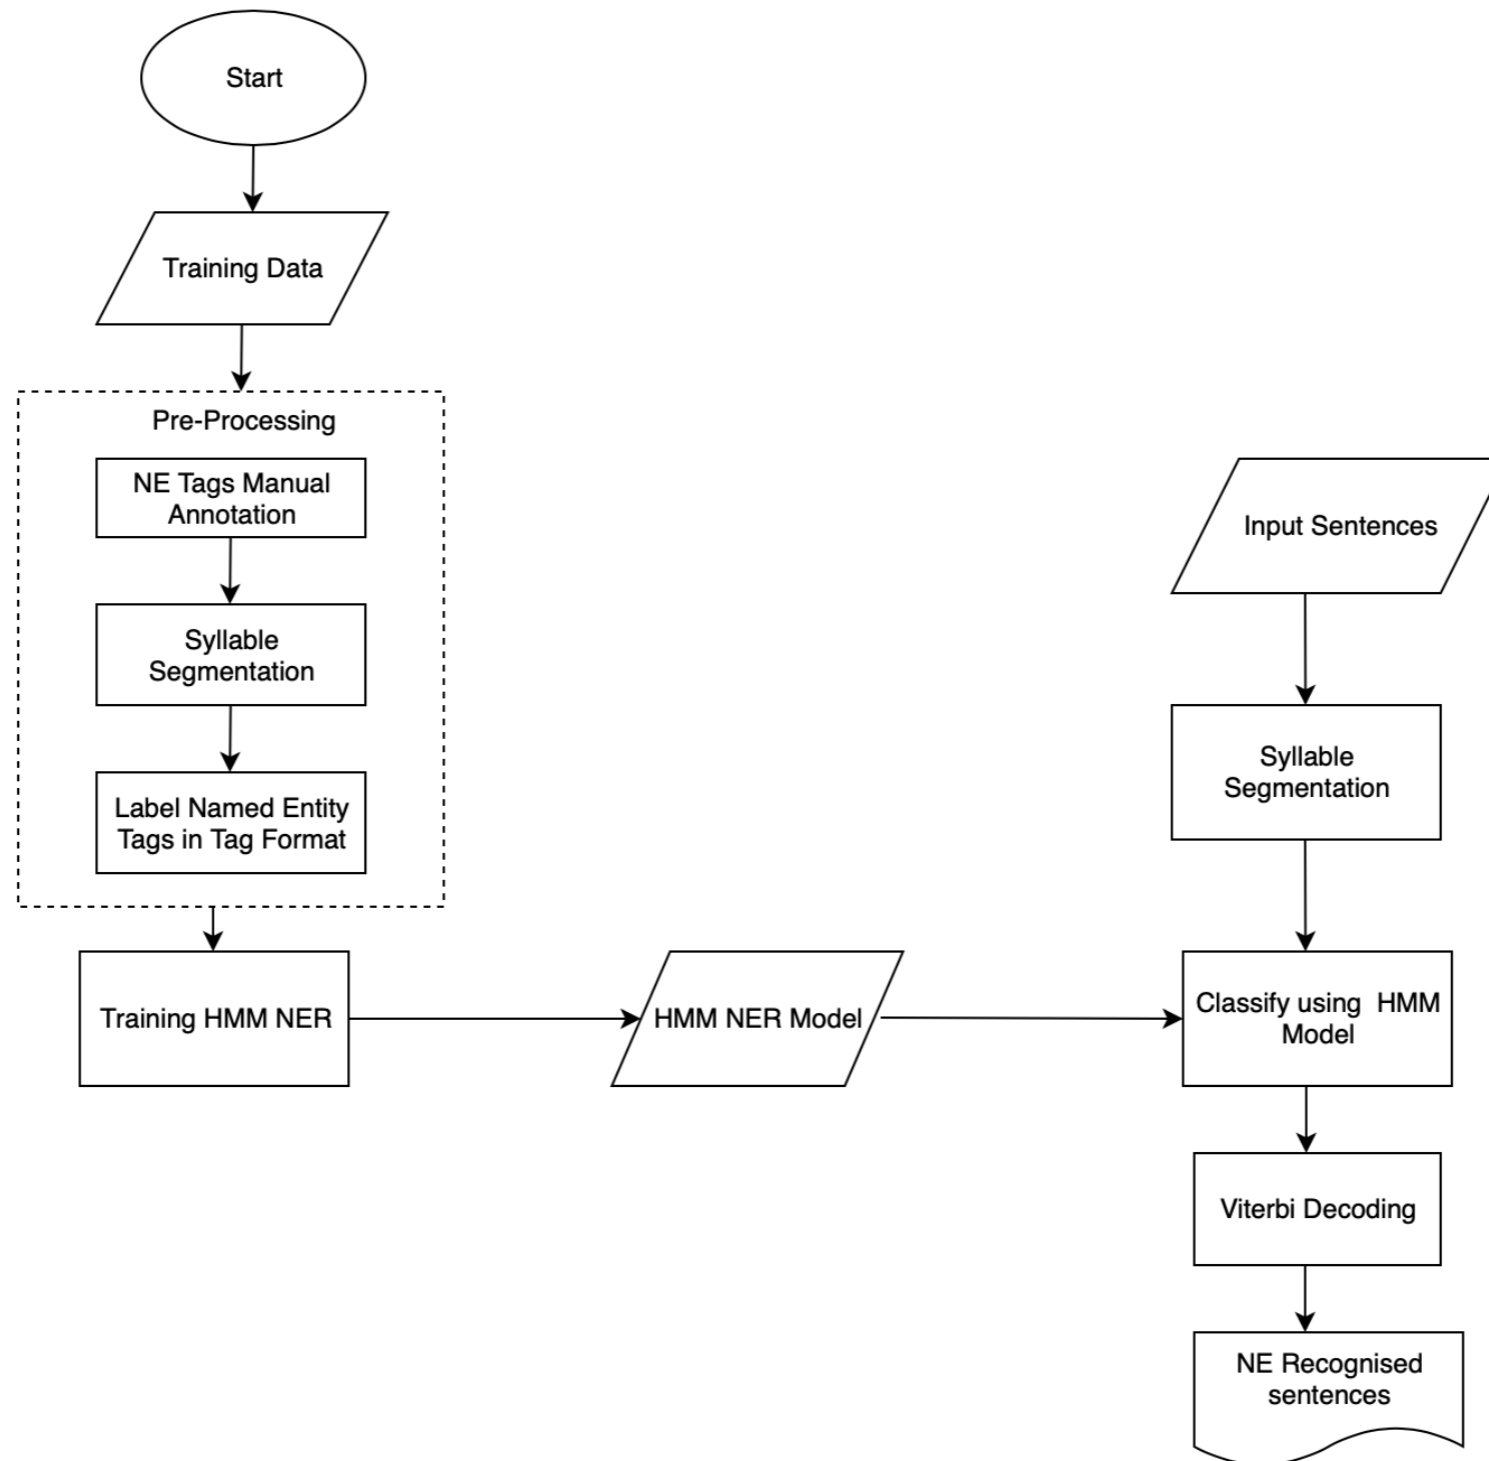 Start
Training Data
Pre-Processing
NE Tags Manual
Annotation
Syllable
Segmentation
Label Named Entity
Tags in Tag Format
Training HMM NER
HMM NER Model
Input Sentences
Syllable
Segmentation
Classify using HMM
Model
Viterbi Decoding
NE Recognised
sentences